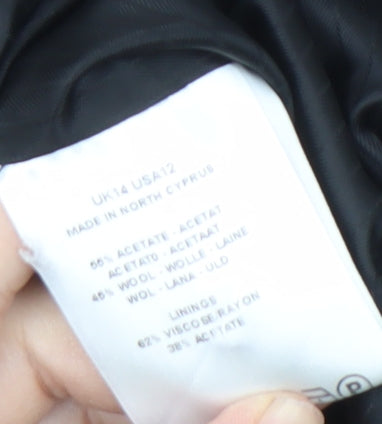 UK14 USA12
MADE IN NORTH CYPRUS
55% ACETATE - ACETAT
ACETATO - ACETAAT
45% WOOL - WOLLE - LAINE
WOL - LANA - ULD
LININGS
62% VISCOSE RAYON
38% ACETATE
P